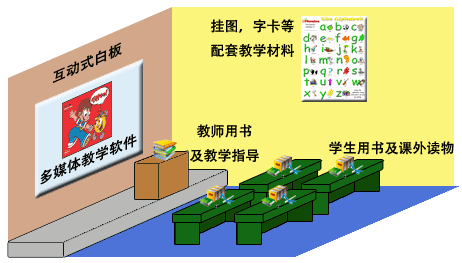 挂图，字卡等
配套教学材料
互动式白板
多媒体教学软件
教师用书
及教学指导
学生用书及课外读物
a b c
d e f g
h i j k
l m n o
p q r s
t u v w
x y z